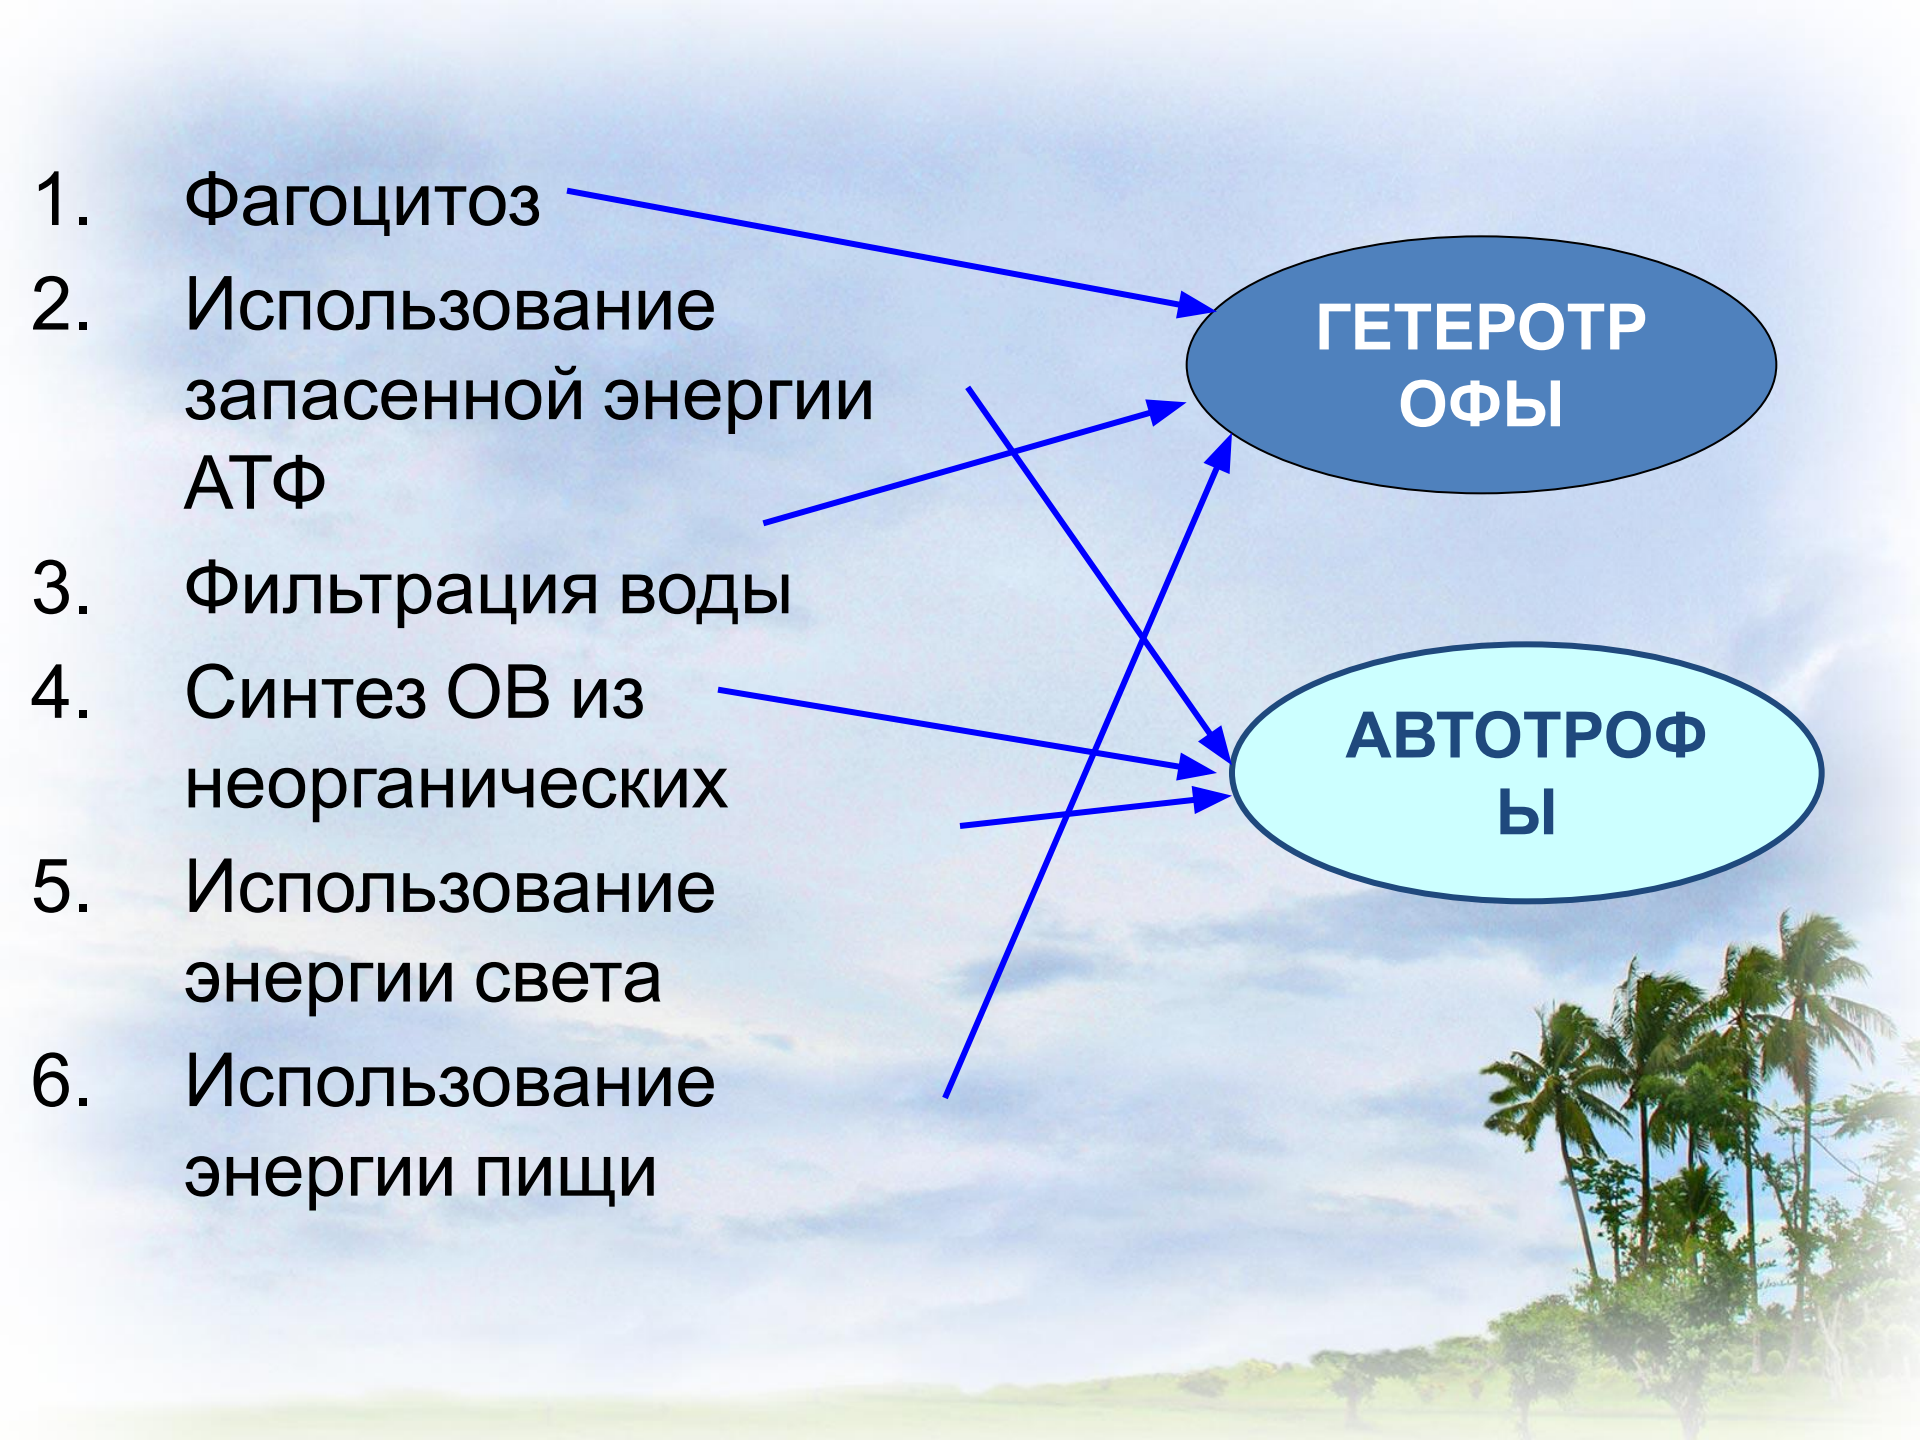 1. Фагоцитоз
2. Использование
запасенной энергии
АТФ
3. Фильтрация воды
4. Синтез ОВ из
неорганических
5. Использование
энергии света
6. Использование
энергии пищи
ГЕТЕРОТР
ОФЫ
АВТОТРОФ
Ы